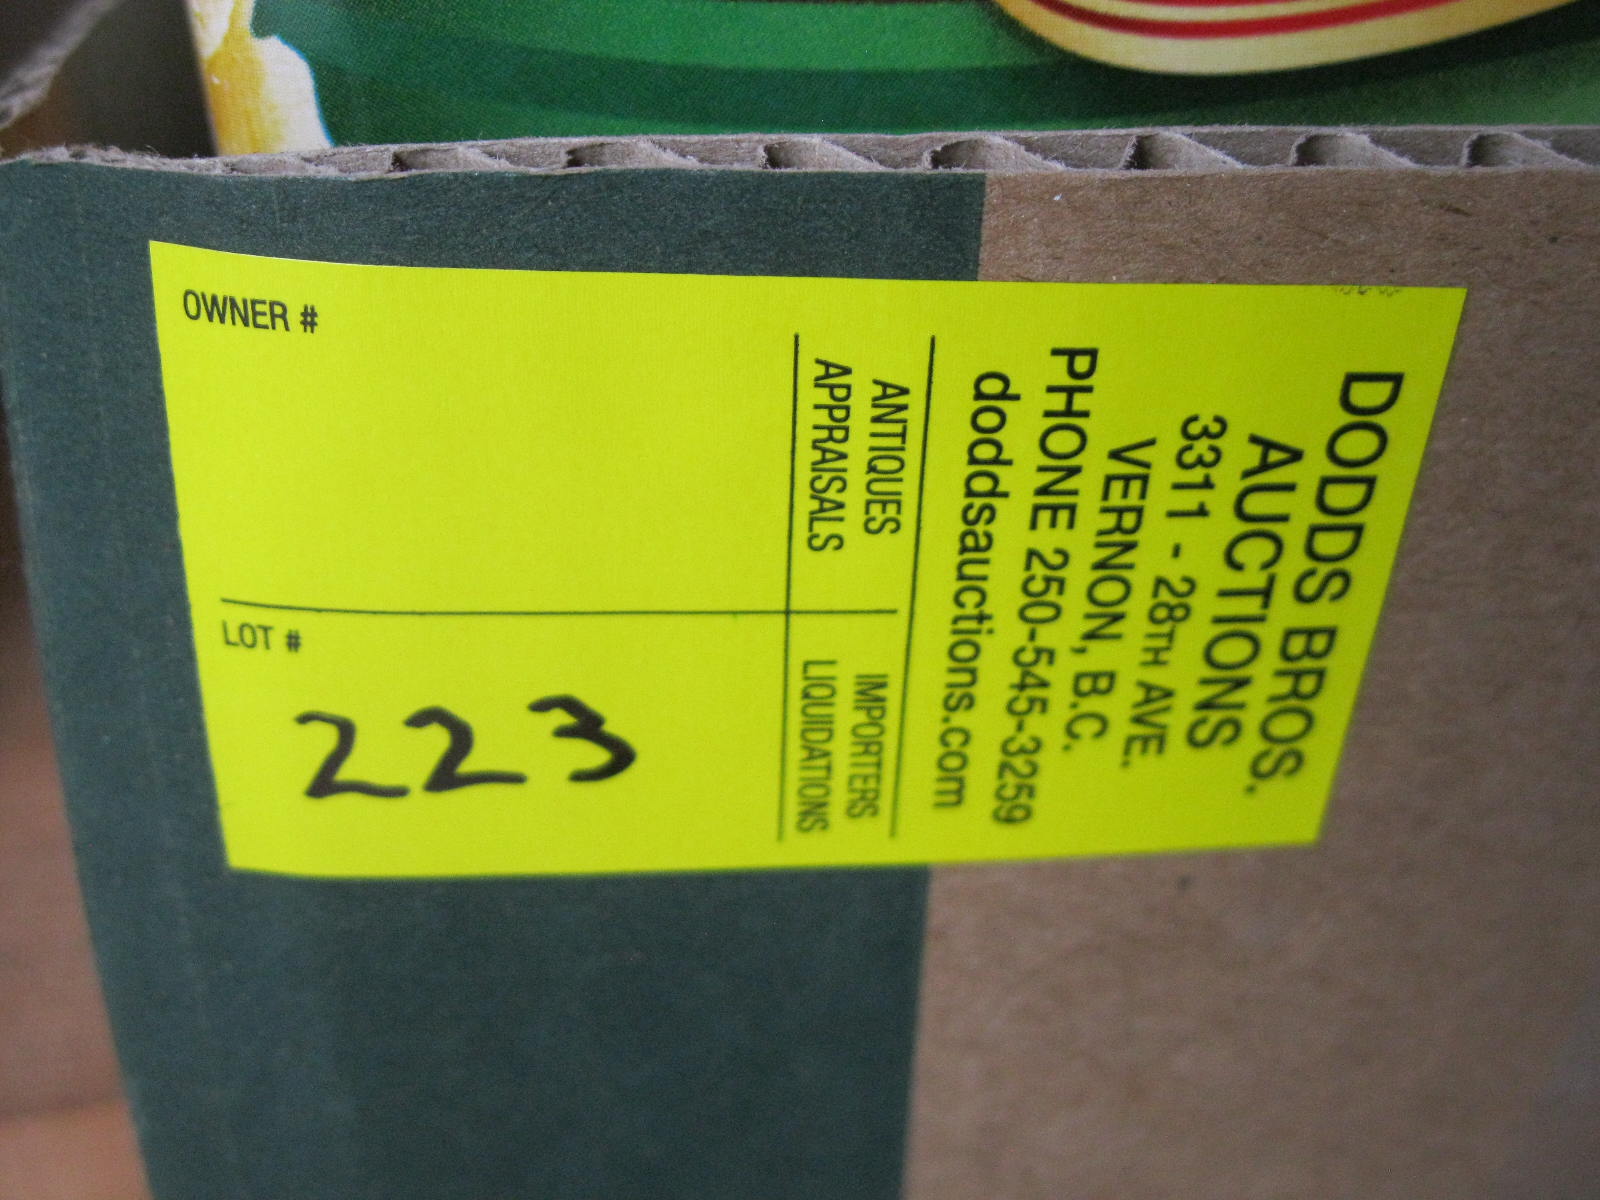 DODDS BROS.
AUCTIONS
3311 - 28TH AVE.
VERNON, B.C.
PHONE 250-545-3259
doddsauctions.com
ANTIQUES
APPRAISALS
IMPORTERS
LIQUIDATIONS
OWNER #
LOT #
223